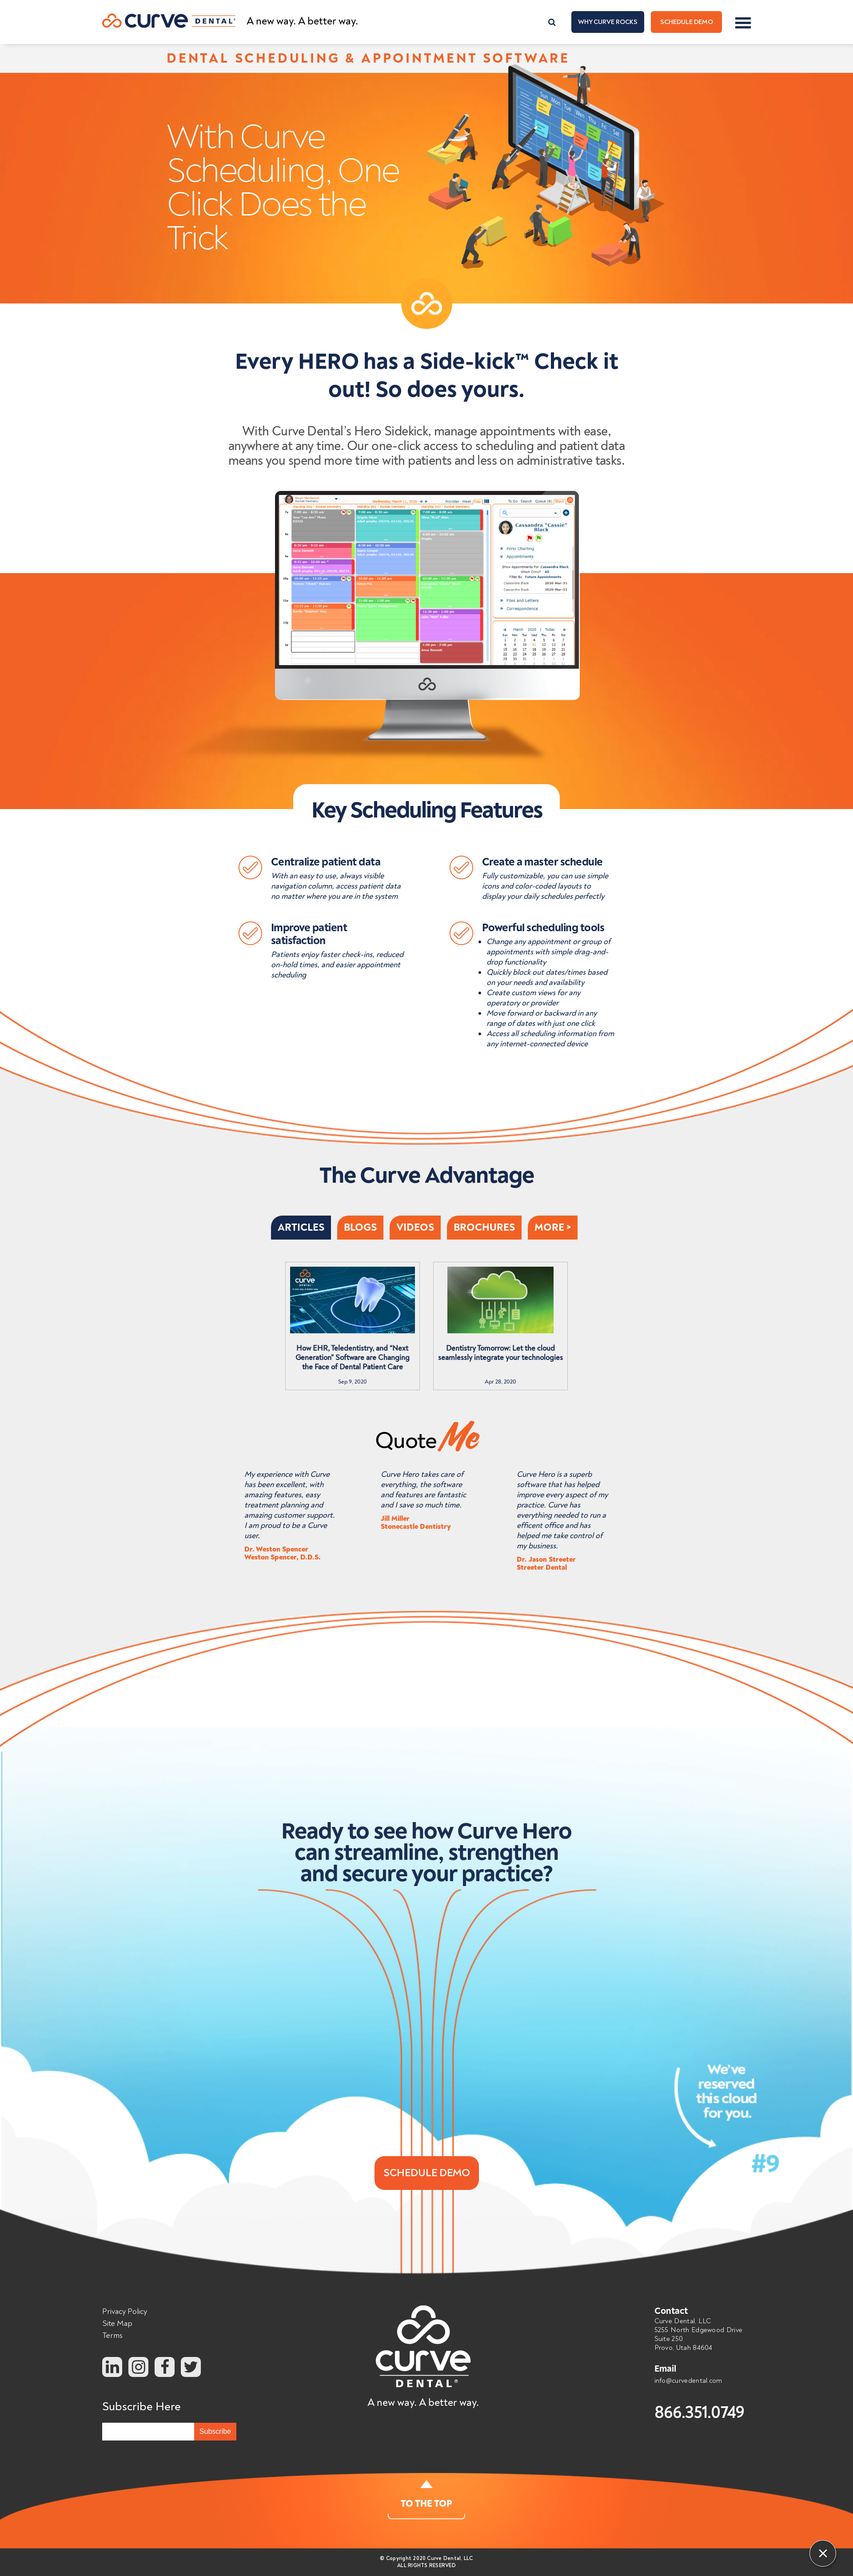 curve
DENTAL®
A new way. A better way.
WHY CURVE ROCKS
SCHEDULE DEMO
DENTAL SCHEDULING & APPOINTMENT SOFTWARE
With Curve
Scheduling, One
Click Does the
Trick
Every HERO has a Side-kick™ Check it
out! So does yours.
With Curve Dental's Hero Sidekick, manage appointments with ease,
anywhere at any time. Our one-click access to scheduling and patient data
means you spend more time with patients and less on administrative tasks.
Cassandra "Cassie"
Black
Perio Charting
Appointments
Files and Letters
Correspondence
Key Scheduling Features
Centralize patient data
With an easy to use, always visible
navigation column, access patient data
no matter where you are in the system
Create a master schedule
Fully customizable, you can use simple
icons and color-coded layouts to
display your daily schedules perfectly
Improve patient
satisfaction
Patients enjoy faster check-ins, reduced
on-hold times, and easier appointment
scheduling
Powerful scheduling tools
• Change any appointment or group of
appointments with simple drag-and-
drop functionality
• Quickly block out dates/times based
on your needs and availability
• Create custom views for any
operatory or provider
• Move forward or backward in any
range of dates with just one click
• Access all scheduling information from
any internet-connected device
The Curve Advantage
ARTICLES
BLOGS
VIDEOS
BROCHURES
MORE >
curve
DENTAL
How EHR, Teledentistry, and "Next
Generation" Software are Changing
the Face of Dental Patient Care
Sep 9, 2020
Dentistry Tomorrow: Let the cloud
seamlessly integrate your technologies
Apr 28, 2020
Quote Me
My experience with Curve
has been excellent, with
amazing features, easy
treatment planning and
amazing customer support.
I am proud to be a Curve
user.
Dr. Weston Spencer
Weston Spencer, D.D.S.
Curve Hero takes care of
everything, the software
and features are fantastic
and I save so much time.
Jill Miller
Stonecastle Dentistry
Curve Hero is a superb
software that has helped
improve every aspect of my
practice. Curve has
everything needed to run a
efficent office and has
helped me take control of
my business.
Dr. Jason Streeter
Streeter Dental
Ready to see how Curve Hero
can streamline, strengthen
and secure your practice?
We've
reserved
this cloud
for you.
#9
SCHEDULE DEMO
Privacy Policy
Site Map
Terms
Subscribe Here
Subscribe
curve
DENTAL®
A new way. A better way.
Contact
Curve Dental, LLC
5255 North Edgewood Drive
Suite 250
Provo, Utah 84604
Email
info@curvedental.com
866.351.0749
TO THE TOP
© Copyright 2020 Curve Dental, LLC
ALL RIGHTS RESERVED